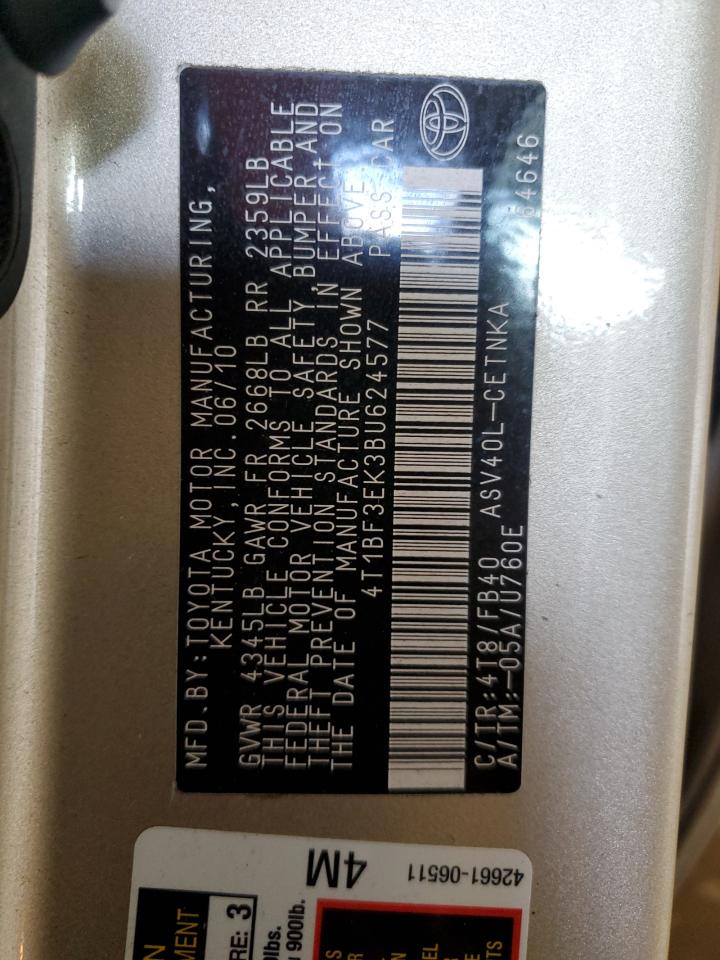 MFD.BY:TOYOTA MOTOR MANUFACTURING,
KENTUCKY,INC.06/10
GVWR 4345LB GAWR FR 2668LB RR 2359LB
THIS VEHICLE CONFORMS TO ALL APPLICABLE
FEDERAL MOTOR VEHICLE SAFETY,BUMPER AND
THEFT PREVENTION STANDARDS IN EFFECT ON
THE DATE OF MANUFACTURE SHOWN ABOVE.
4T1BF3EK3BU624577 PASS CAR
C/TR:4T8/FB40 ASV40L-CETNKA
A/TM:-05A/U760E 4646
4M
42661-06511
900lb.